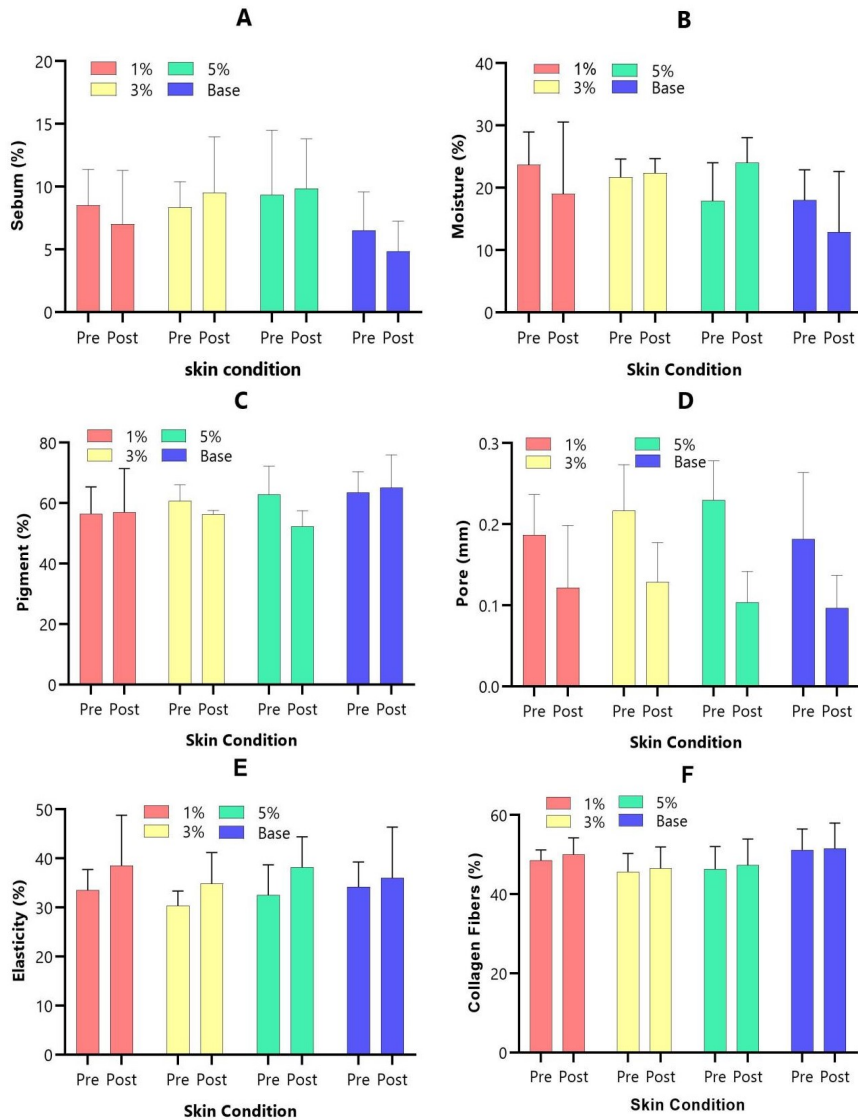 A
1% 5%
3% Base
20
15
10
5
0
Sebum (%)
Pre Post Pre Post Pre Post Pre Post
skin condition
B
1% 5%
3% Base
40
30
20
10
0
Moisture (%)
Pre Post Pre Post Pre Post Pre Post
Skin Condition
C
1% 5%
3% Base
80
60
40
20
0
Pigment (%)
Pre Post Pre Post Pre Post Pre Post
Skin Condition
D
1% 5%
3% Base
0.3
0.2
0.1
0.0
Pore (mm)
Pre Post Pre Post Pre Post Pre Post
Skin Condition
E
1% 5%
3% Base
50
40
30
20
10
0
Elasticity (%)
Pre Post Pre Post Pre Post Pre Post
Skin Condition
F
1% 5%
3% Base
60
40
20
0
Collagen Fibers (%)
Pre Post Pre Post Pre Post Pre Post
Skin Condition